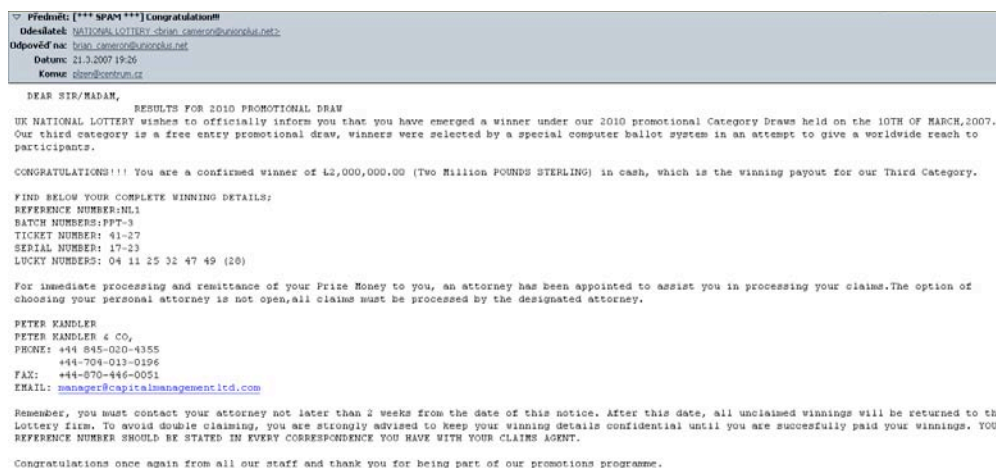 Předmět: [*** SPAM ***] Congratulation!!!
Odesílatel: NATIONAL LOTTERY <brian_cameron@unionplus.net>
Odpověď na: brian_cameron@unionplus.net
Datum: 21.3.2007 19:26
Komu: plzen@centrum.cz
DEAR SIR/MADAM,
RESULTS FOR 2010 PROMOTIONAL DRAW
UK NATIONAL LOTTERY wishes to officially inform you that you have emerged a winner under our 2010 promotional Category Draws held on the 10TH OF MARCH,2007.
Our third category is a free entry promotional draw, winners were selected by a special computer ballot system in an attempt to give a worldwide reach to
participants.
CONGRATULATIONS!!! You are a confirmed winner of £2,000,000.00 (Two Million POUNDS STERLING) in cash, which is the winning payout for our Third Category.
FIND BELOW YOUR COMPLETE WINNING DETAILS;
REFERENCE NUMBER:NL1
BATCH NUMBERS:PPT-3
TICKET NUMBER: 41-27
SERIAL NUMBER: 17-23
LUCKY NUMBERS: 04 11 25 32 47 49 (28)
For immediate processing and remittance of your Prize Money to you, an attorney has been appointed to assist you in processing your claims.The option of
choosing your personal attorney is not open,all claims must be processed by the designated attorney.
PETER KANDLER
PETER KANDLER & CO,
PHONE: +44 845-020-4355
+44-704-013-0196
FAX: +44-870-446-0051
EMAIL: manager@capitalmanagementltd.com
Remember, you must contact your attorney not later than 2 weeks from the date of this notice. After this date, all unclaimed winnings will be returned to th
Lottery firm. To avoid double claiming, you are strongly advised to keep your winning details confidential until you are succesfully paid your winnings. YOU
REFERENCE NUMBER SHOULD BE STATED IN EVERY CORRESPONDENCE YOU HAVE WITH YOUR CLAIMS AGENT.
Congratulations once again from all our staff and thank you for being part of our promotions programme.